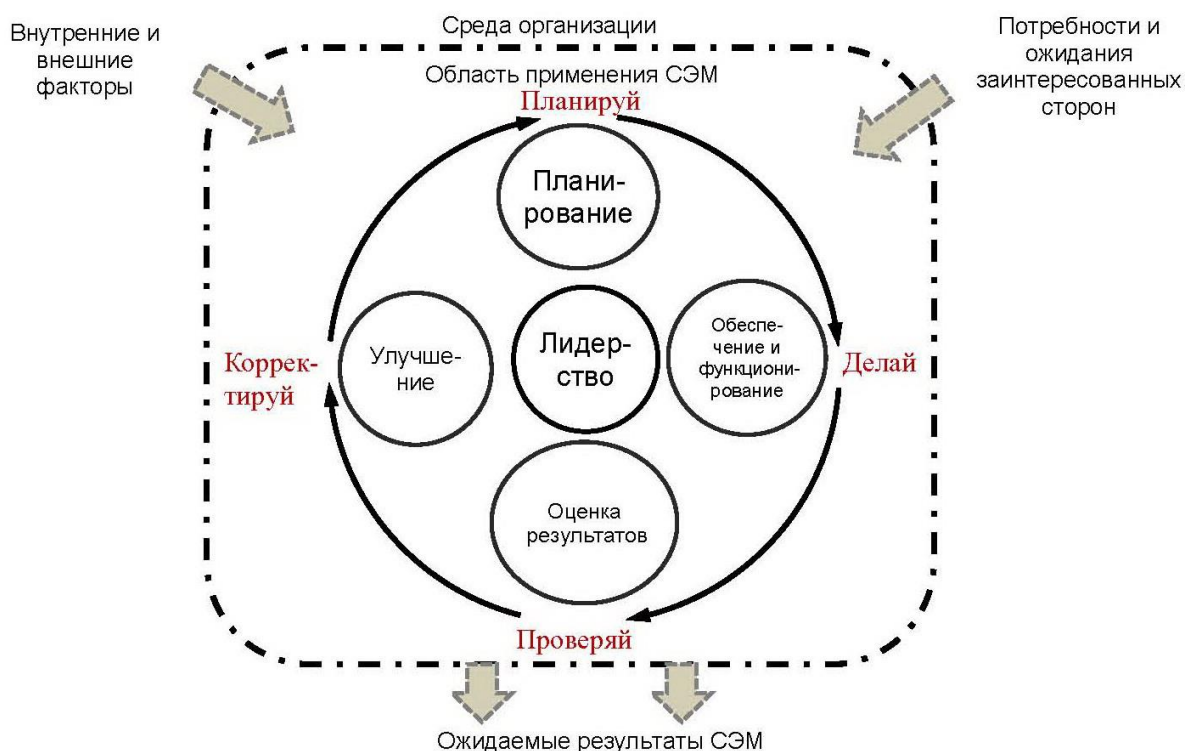 Среда организации
Внутренние и
внешние
факторы
Потребности и
ожидания
заинтересованных
сторон
Область применения СЭМ
Планируй
Плани-
рование
Коррек-
тируй
Улучше-
ние
Лидер-
ство
Обеспе-
чение и
функциони-
рование
Делай
Оценка
результатов
Проверяй
Ожидаемые результаты СЭМ